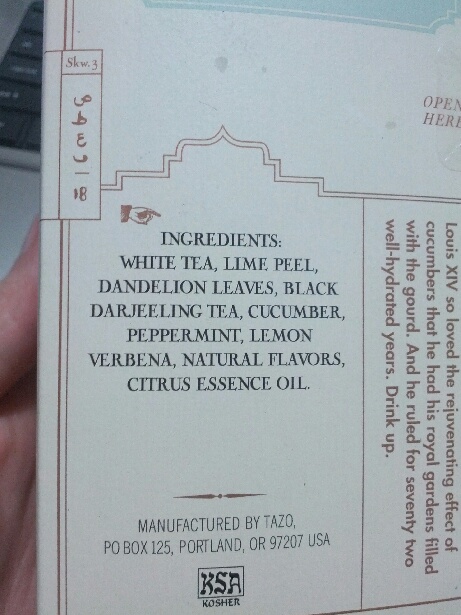 Skw.3
OPEN
HERE
INGREDIENTS:
WHITE TEA, LIME PEEL,
DANDELION LEAVES, BLACK
DARJEELING TEA, CUCUMBER,
PEPPERMINT, LEMON
VERBENA, NATURAL FLAVORS,
CITRUS ESSENCE OIL.
MANUFACTURED BY TAZO,
PO BOX 125, PORTLAND, OR 97207 USA
KSA
KOSHER
Louis XIV so loved the rejuvenating effect of
cucumbers that he had his royal gardens filled
with the gourd. And he ruled for seventy two
well-hydrated years. Drink up.